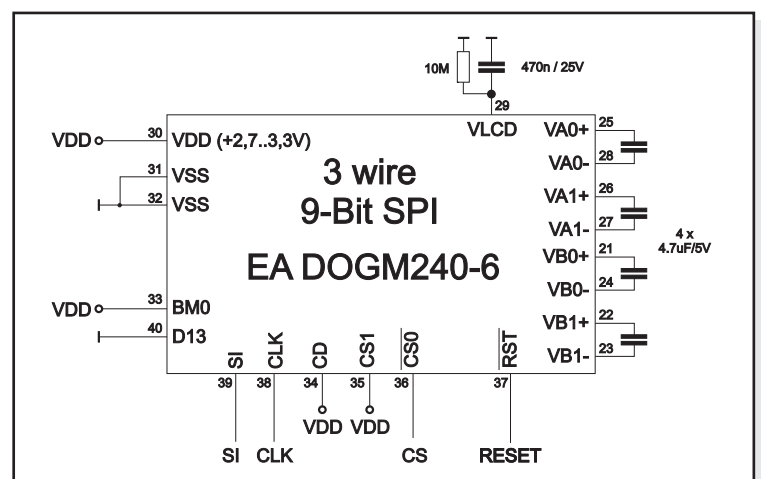 10M
470n / 25V
29
VLCD
30
VDD
VDD (+2,7..3,3V)
31
VSS
32
VSS
3 wire
9-Bit SPI
EA DOGM240-6
25
VA0+
28
VA0-
26
VA1+
27
VA1-
21
VB0+
24
VB0-
22
VB1+
23
VB1-
4 x
4.7uF/5V
33
VDD
BM0
40
D13
SI
CLK
CD
CS1
CS0
RST
39
38
34
35
36
37
VDD
VDD
SI
CLK
CS
RESET